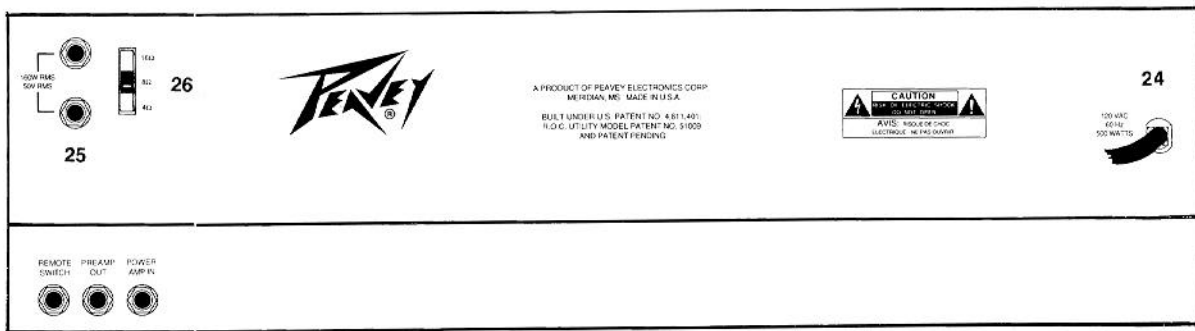 160W RMS
50V RMS
16Ω
8Ω
4Ω
26
25
PEAVEY®
A PRODUCT OF PEAVEY ELECTRONICS CORP
MERIDIAN, MS. MADE IN U.S.A.
BUILT UNDER U.S. PATENT NO. 4,611,401;
R.O.C. UTILITY MODEL PATENT NO. 51009
AND PATENT PENDING
CAUTION
RISK OF ELECTRIC SHOCK
DO NOT OPEN
AVIS: RISQUE DE CHOC
ELECTRIQUE NE PAS OUVRIR
24
120 VAC
60 Hz
500 WATTS
REMOTE
SWITCH
PREAMP
OUT
POWER
AMP IN